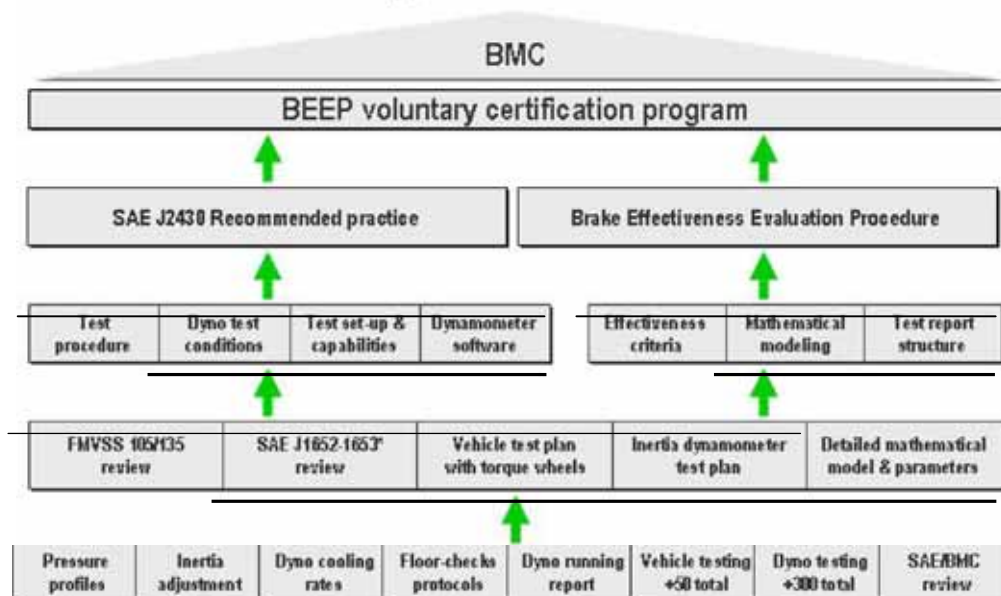 BMC
BEEP voluntary certification program
SAE J2430 Recommended practice
Brake Effectiveness Evaluation Procedure
Test
procedure
Dyno test
conditions
Test set-up &
capabilities
Dynamometer
software
Effectiveness
criteria
Mathematical
modeling
Test report
structure
FMVSS 105/135
review
SAE J1652-1653*
review
Vehicle test plan
with torque wheels
Inertia dynamometer
test plan
Detailed mathematical
model & parameters
Pressure
profiles
Inertia
adjustment
Dyno cooling
rates
Floor-checks
protocols
Dyno running
report
Vehicle testing
+50 total
Dyno testing
+300 total
SAE/BMC
review